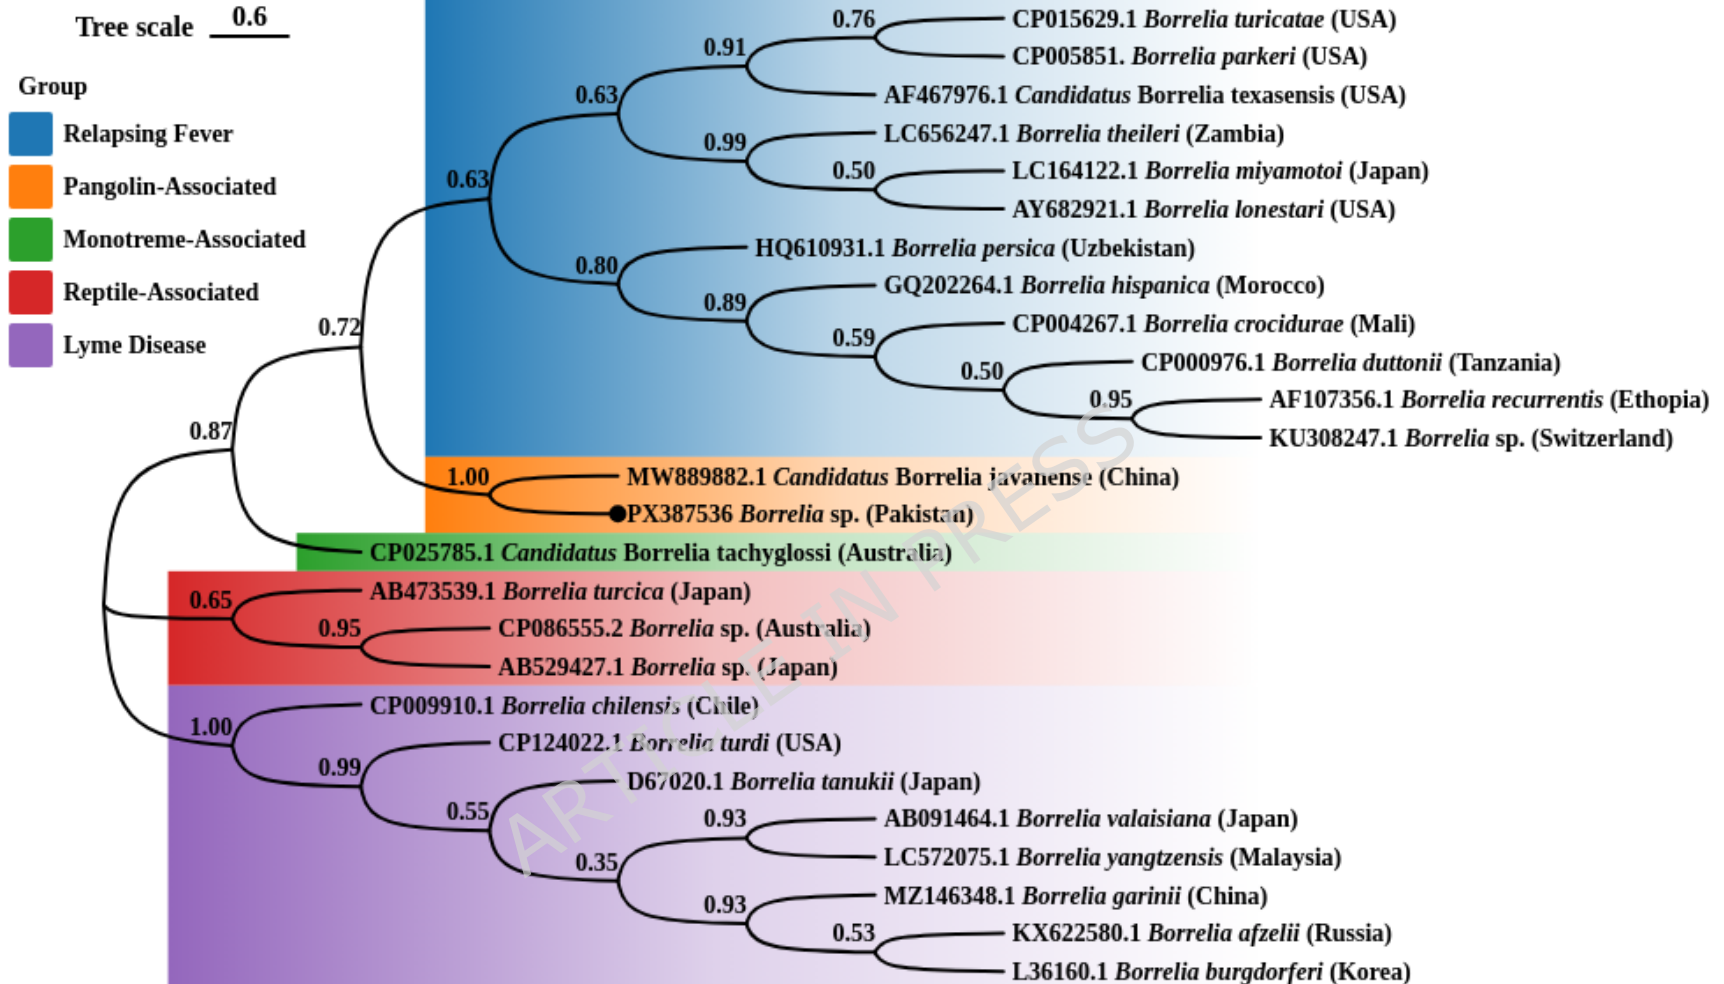 Tree scale 0.6
Group
Relapsing Fever
Pangolin-Associated
Monotreme-Associated
Reptile-Associated
Lyme Disease
0.76
CP015629.1 Borrelia turicatae (USA)
CP005851. Borrelia parkeri (USA)
0.91
AF467976.1 Candidatus Borrelia texasensis (USA)
0.63
LC656247.1 Borrelia theileri (Zambia)
0.99
LC164122.1 Borrelia miyamotoi (Japan)
0.50
AY682921.1 Borrelia lonestari (USA)
0.63
HQ610931.1 Borrelia persica (Uzbekistan)
0.80
GQ202264.1 Borrelia hispanica (Morocco)
0.89
CP004267.1 Borrelia crocidurae (Mali)
0.59
CP000976.1 Borrelia duttonii (Tanzania)
0.50
AF107356.1 Borrelia recurrentis (Ethopia)
0.95
KU308247.1 Borrelia sp. (Switzerland)
0.72
0.87
1.00
MW889882.1 Candidatus Borrelia javanense (China)
PX387536 Borrelia sp. (Pakistan)
CP025785.1 Candidatus Borrelia tachyglossi (Australia)
AB473539.1 Borrelia turcica (Japan)
0.65
CP086555.2 Borrelia sp. (Australia)
0.95
AB529427.1 Borrelia sp. (Japan)
CP009910.1 Borrelia chilensis (Chile)
1.00
CP124022.1 Borrelia turdi (USA)
0.99
D67020.1 Borrelia tanukii (Japan)
0.55
AB091464.1 Borrelia valaisiana (Japan)
0.93
LC572075.1 Borrelia yangtzensis (Malaysia)
0.35
MZ146348.1 Borrelia garinii (China)
0.93
KX622580.1 Borrelia afzelii (Russia)
0.53
L36160.1 Borrelia burgdorferi (Korea)
ARTICLE IN PRESS